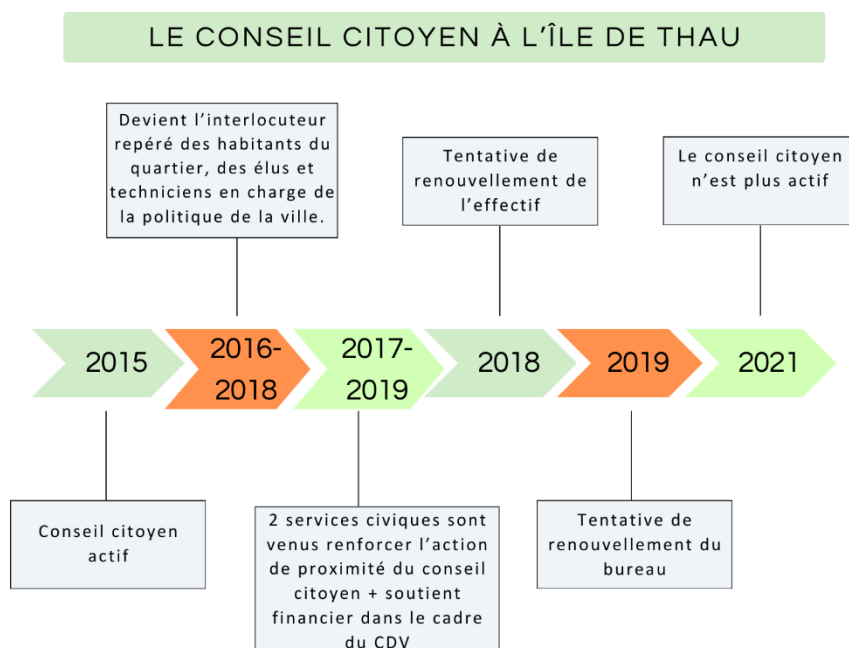 LE CONSEIL CITOYEN À L'ÎLE DE THAU
Devient l'interlocuteur
repéré des habitants du
quartier, des élus et
techniciens en charge de
la politique de la ville.
Tentative de
renouvellement de
l'effectif
Le conseil citoyen
n'est plus actif
2015
2016-
2018
2017-
2019
2018
2019
2021
Conseil citoyen
actif
2 services civiques sont
venus renforcer l'action
de proximité du conseil
citoyen + soutient
financier dans le cadre
du CDV
Tentative de
renouvellement du
bureau